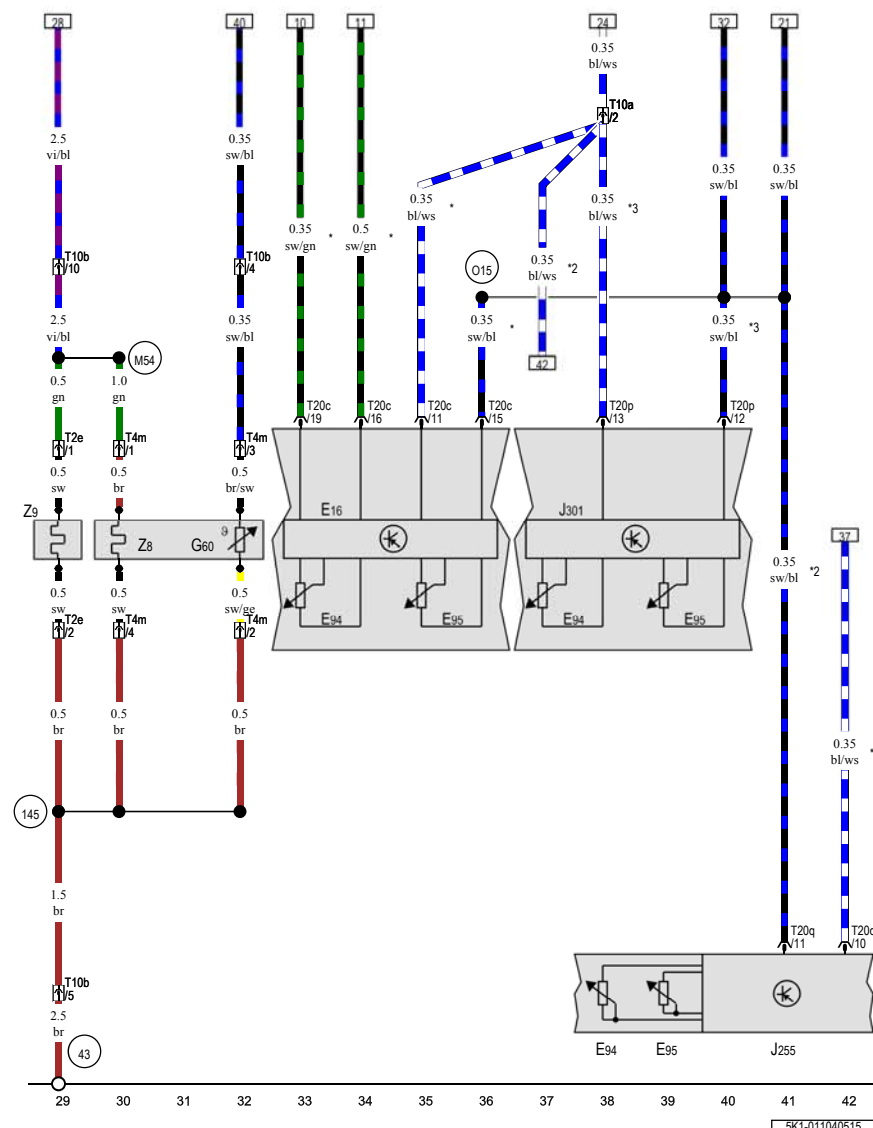 28 40 10 11 24 32 21
0.35
bl/ws
T10a
/2
2.5
vi/bl
0.35
sw/bl
0.35
sw/bl
0.35
sw/bl
0.35
bl/ws
*
0.35
bl/ws
*3
0.35
sw/gn
*
0.5
sw/gn
*
T10b
/10
T10b
/4
O15
0.35
bl/ws
*2
2.5
vi/bl
0.35
sw/bl
0.35
sw/bl
*
0.35
sw/bl
*3
M54
42
0.5
gn
1.0
gn
T20c
/19
T20c
/16
T20c
/11
T20c
/15
T20p
/13
T20p
/12
T2e
/1
T4m
/1
T4m
/3
0.5
sw
0.5
br
0.5
br/sw
Z9
Z8
G60
ϑ
E16
J301
37
0.35
sw/bl
*2
0.5
sw
0.5
sw
0.5
sw/ge
E94
E95
E94
E95
T2e
/2
T4m
/4
T4m
/2
0.5
br
0.5
br
0.5
br
0.35
bl/ws
145
1.5
br
T20q
/11
/10
T10b
/5
2.5
br
43
E94
E95
J255
29 30 31 32 33 34 35 36 37 38 39 40 41 42
5K1-011040515